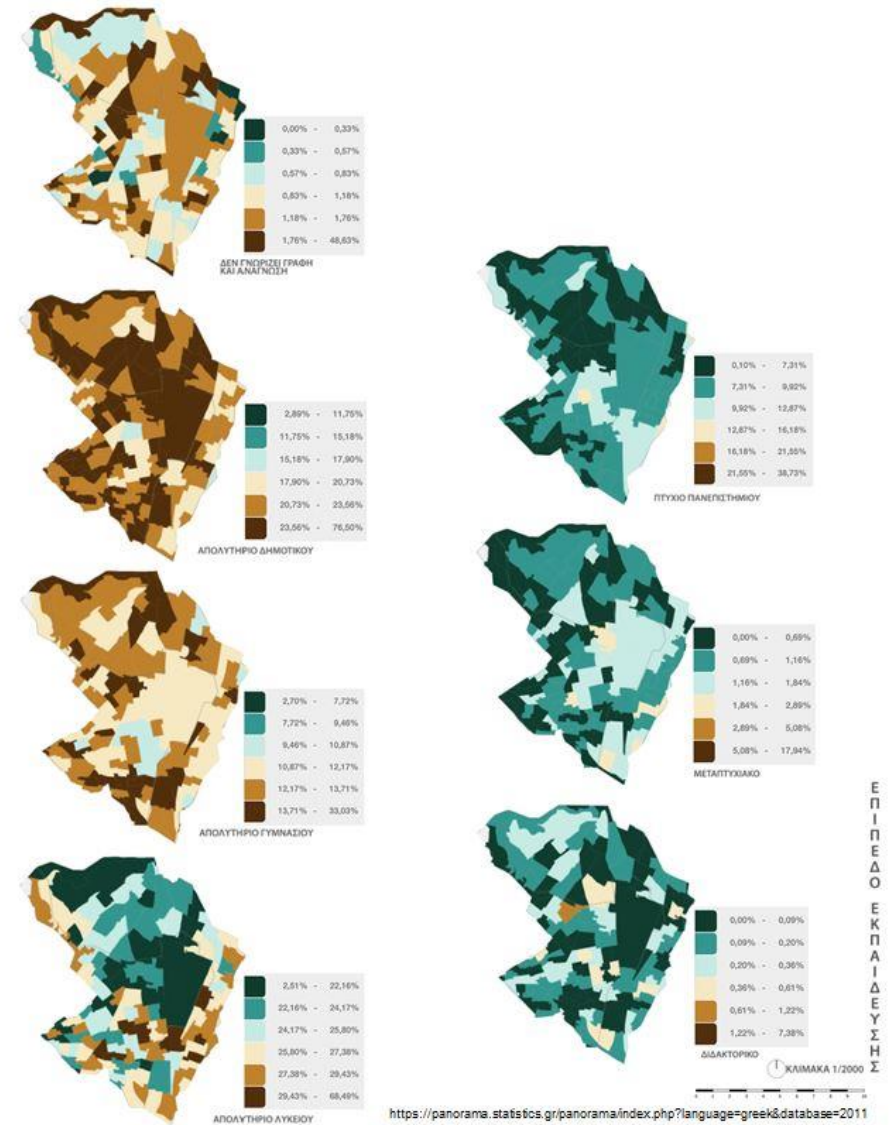 0,00% - 0,33%
0,33% - 0,57%
0,57% - 0,83%
0,83% - 1,18%
1,18% - 1,76%
1,76% - 48,63%
ΔΕΝ ΓΝΩΡΙΖΕΙ ΓΡΑΦΗ
ΚΑΙ ΑΝΑΓΝΩΣΗ
2,89% - 11,75%
11,75% - 15,18%
15,18% - 17,90%
17,90% - 20,73%
20,73% - 23,56%
23,56% - 76,50%
ΑΠΟΛΥΤΗΡΙΟ ΔΗΜΟΤΙΚΟΥ
2,70% - 7,72%
7,72% - 9,46%
9,46% - 10,87%
10,87% - 12,17%
12,17% - 13,71%
13,71% - 33,03%
ΑΠΟΛΥΤΗΡΙΟ ΓΥΜΝΑΣΙΟΥ
2,51% - 22,16%
22,16% - 24,17%
24,17% - 25,80%
25,80% - 27,38%
27,38% - 29,43%
29,43% - 68,49%
ΑΠΟΛΥΤΗΡΙΟ ΛΥΚΕΙΟΥ
0,10% - 7,31%
7,31% - 9,92%
9,92% - 12,87%
12,87% - 16,18%
16,18% - 21,55%
21,55% - 38,73%
ΠΤΥΧΙΟ ΠΑΝΕΠΙΣΤΗΜΙΟΥ
0,00% - 0,69%
0,69% - 1,16%
1,16% - 1,84%
1,84% - 2,89%
2,89% - 5,08%
5,08% - 17,94%
ΜΕΤΑΠΤΥΧΙΑΚΟ
0,00% - 0,09%
0,09% - 0,20%
0,20% - 0,36%
0,36% - 0,61%
0,61% - 1,22%
1,22% - 7,38%
ΔΙΔΑΚΤΟΡΙΚΟ
ΕΠΙΠΕΔΟ ΕΚΠΑΙΔΕΥΣΗΣ
ΚΛΙΜΑΚΑ 1/2000
https://panorama.statistics.gr/panorama/index.php?language=greek&database=2011